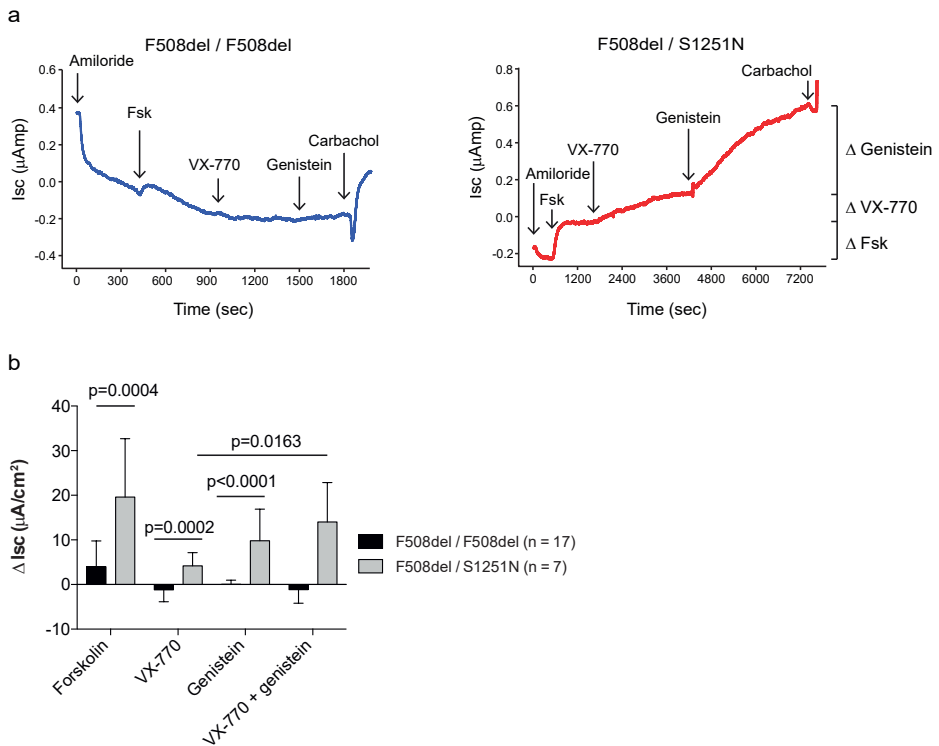 a
F508del / F508del
Amiloride
Fsk
VX-770
Genistein
Carbachol
0.6
0.4
0.2
0.0
-0.2
-0.4
Isc (μAmp)
0 300 600 900 1200 1500 1800
Time (sec)
F508del / S1251N
Carbachol
Genistein
VX-770
Amiloride
Fsk
0.8
0.6
0.4
0.2
0.0
-0.2
Isc (μAmp)
0 1200 2400 3600 4800 6000 7200
Time (sec)
Δ Genistein
Δ VX-770
Δ Fsk
b
p=0.0004
p=0.0163
p<0.0001
p=0.0002
40
30
20
10
0
-10
Δ Isc (μA/cm²)
Forskolin
VX-770
Genistein
VX-770 + genistein
F508del / F508del (n = 17)
F508del / S1251N (n = 7)